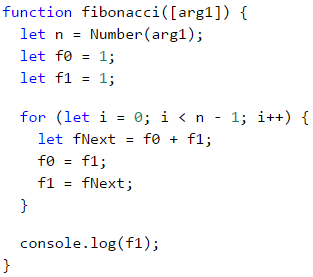 function fibonacci([arg1]) {
  let n = Number(arg1);
  let f0 = 1;
  let f1 = 1;

  for (let i = 0; i < n - 1; i++) {
    let fNext = f0 + f1;
    f0 = f1;
    f1 = fNext;
  }

  console.log(f1);
}